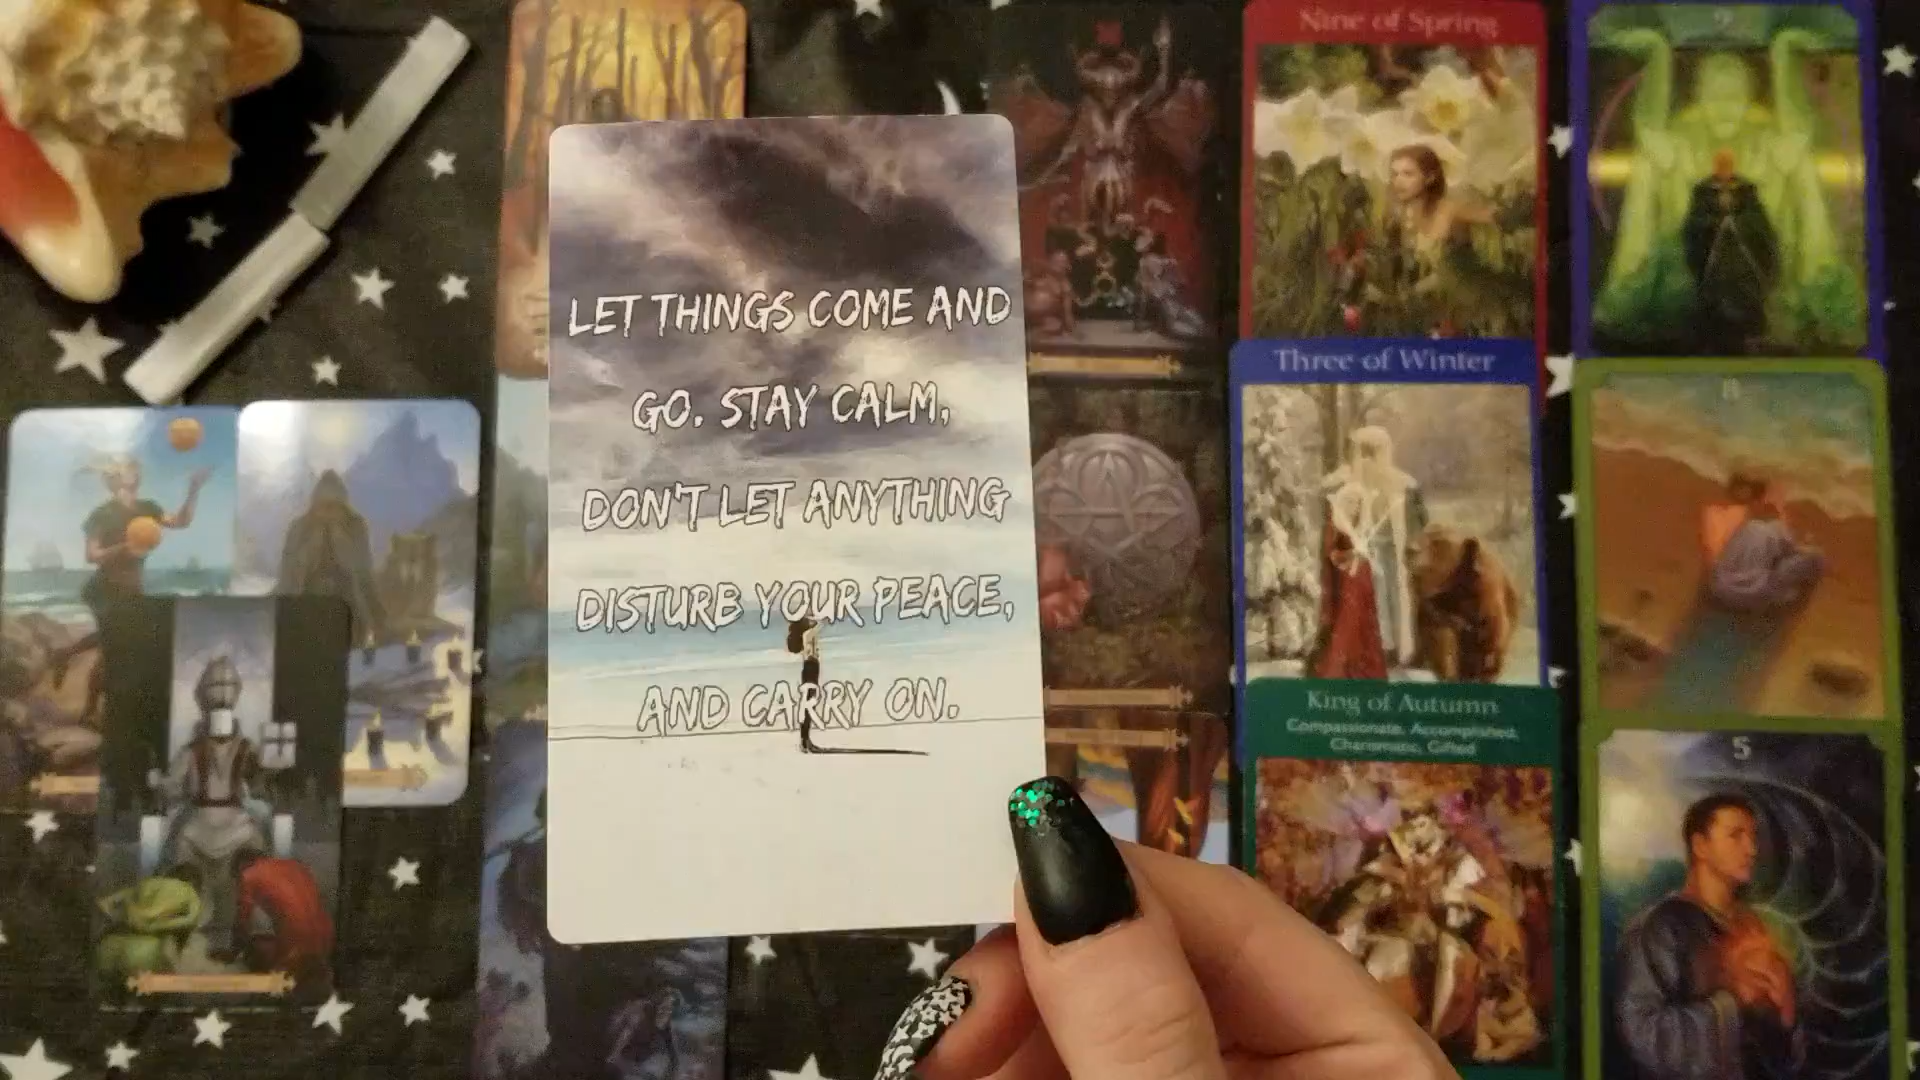 LET THINGS COME AND
GO. STAY CALM,
DON'T LET ANYTHING
DISTURB YOUR PEACE,
AND CARRY ON.
Nine of Spring
Three of Winter
King of Autumn
Compassionate, Accomplished,
Charismatic, Gifted
5